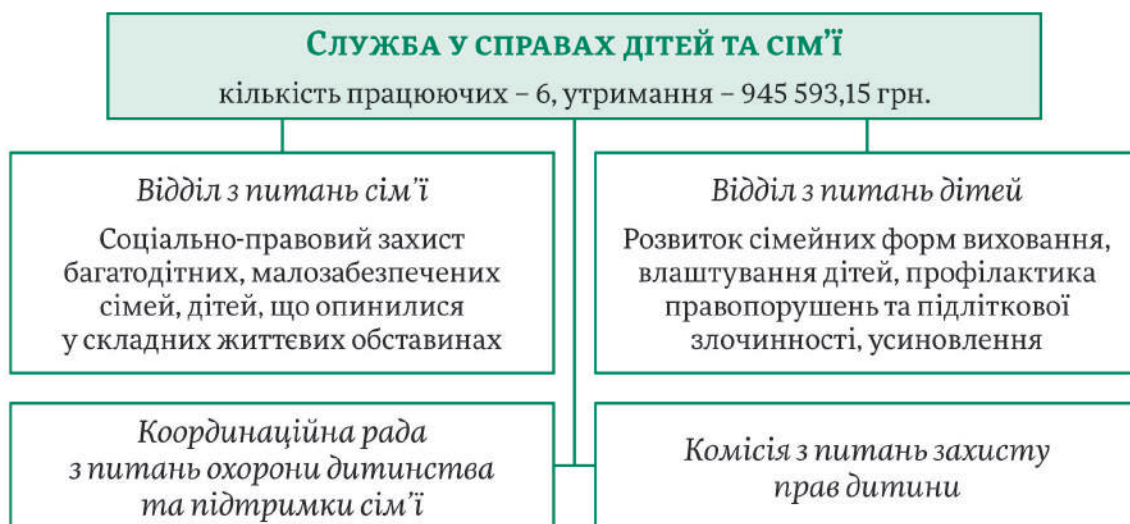 СЛУЖБА У СПРАВАХ ДІТЕЙ ТА СІМ’Ї
кількість працюючих – 6, утримання – 945 593,15 грн.
Відділ з питань сім’ї
Соціально-правовий захист
багатодітних, малозабезпечених
сімей, дітей, що опинилися
у складних життєвих обставинах
Відділ з питань дітей
Розвиток сімейних форм виховання,
влаштування дітей, профілактика
правопорушень та підліткової
злочинності, усиновлення
Координаційна рада
з питань охорони дитинства
та підтримки сім’ї
Комісія з питань захисту
прав дитини